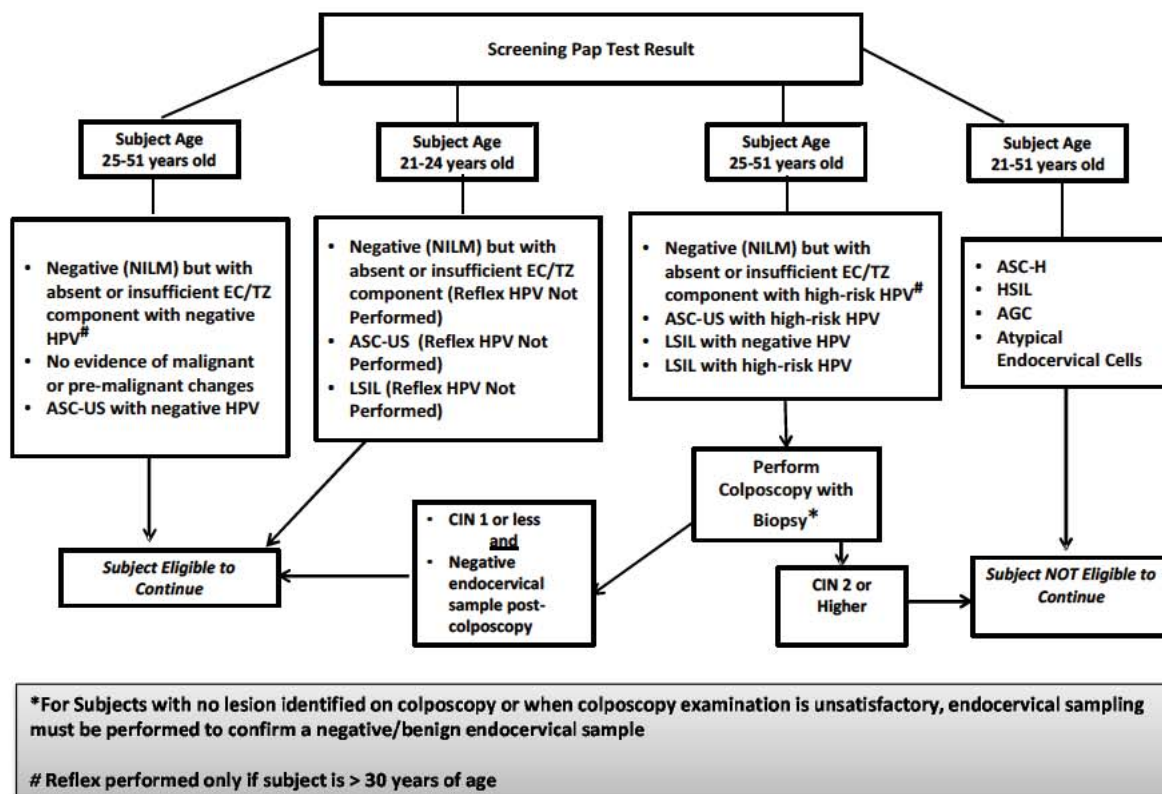 Screening Pap Test Result
Subject Age
25-51 years old
Subject Age
21-24 years old
Subject Age
25-51 years old
Subject Age
21-51 years old
• Negative (NILM) but with
absent or insufficient EC/TZ
component with negative
HPV#
• No evidence of malignant
or pre-malignant changes
• ASC-US with negative HPV
• Negative (NILM) but with
absent or insufficient EC/TZ
component (Reflex HPV Not
Performed)
• ASC-US (Reflex HPV Not
Performed)
• LSIL (Reflex HPV Not
Performed)
• Negative (NILM) but with
absent or insufficient EC/TZ
component with high-risk HPV#
• ASC-US with high-risk HPV
• LSIL with negative HPV
• LSIL with high-risk HPV
• ASC-H
• HSIL
• AGC
• Atypical
Endocervical Cells
Perform
Colposcopy with
Biopsy*
• CIN 1 or less
and
• Negative
endocervical
sample post-
colposcopy
Subject Eligible to
Continue
CIN 2 or
Higher
Subject NOT Eligible to
Continue
*For Subjects with no lesion identified on colposcopy or when colposcopy examination is unsatisfactory, endocervical sampling
must be performed to confirm a negative/benign endocervical sample
# Reflex performed only if subject is > 30 years of age